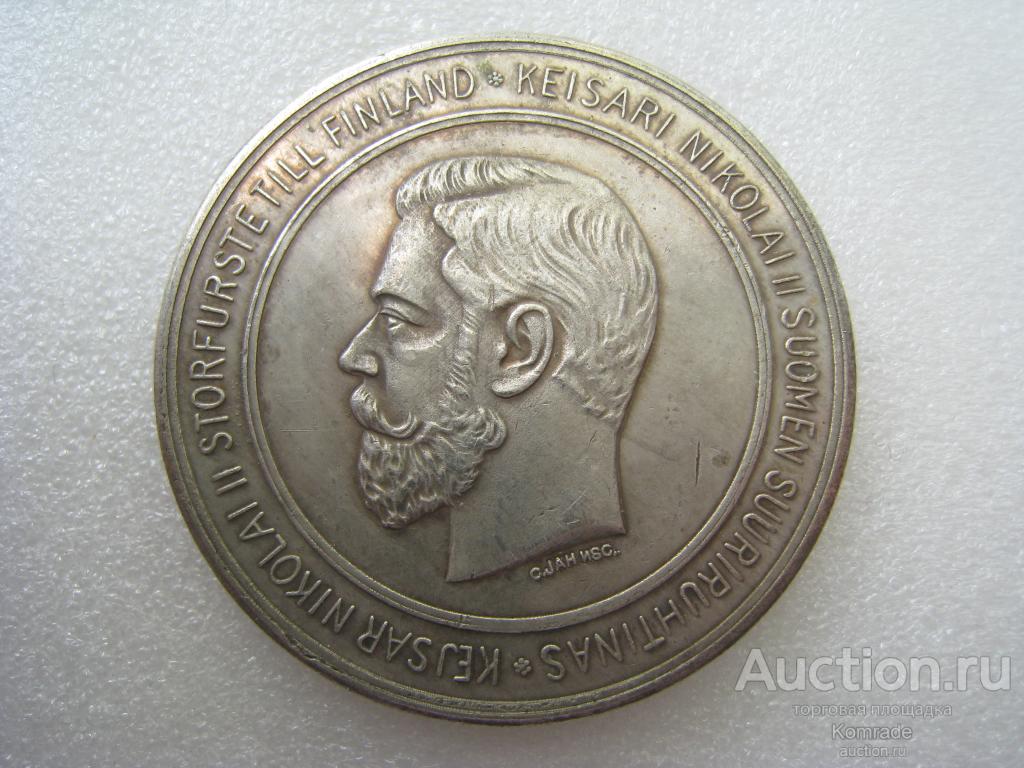 KEISARI NIKOLAI II SUOMEN SUURIRUHTINAS * KEJSAR NIKOLAI II STORFURSTE TILL FINLAND *
C.JAHN SC.
Auction.ru
торговая площадка
Komrade
auction.ru